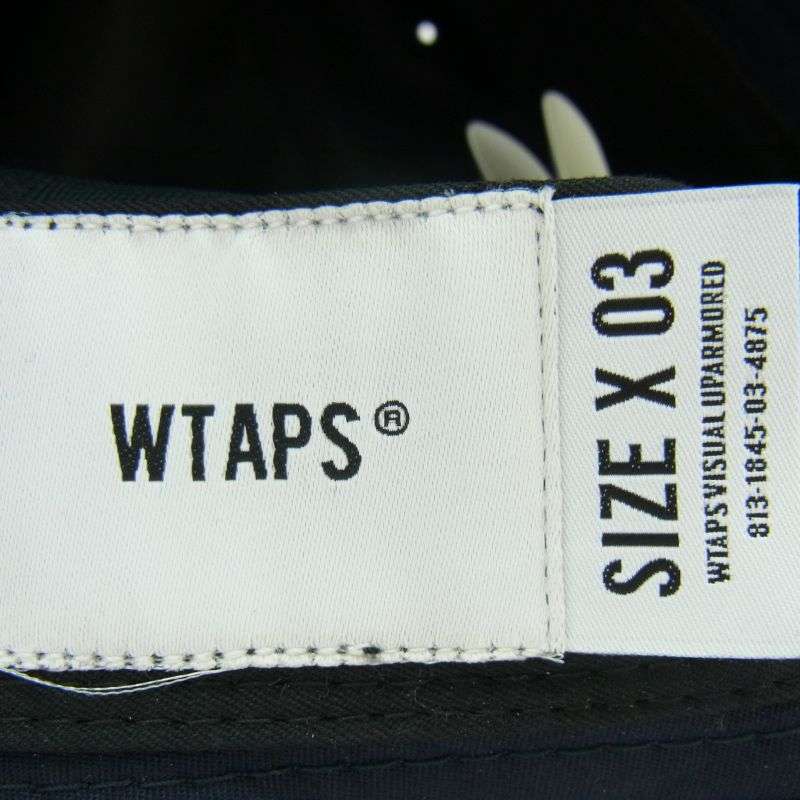 WTAPS®
SIZE X 03
WTAPS VISUAL UPARMORED
813-1845-03-4875